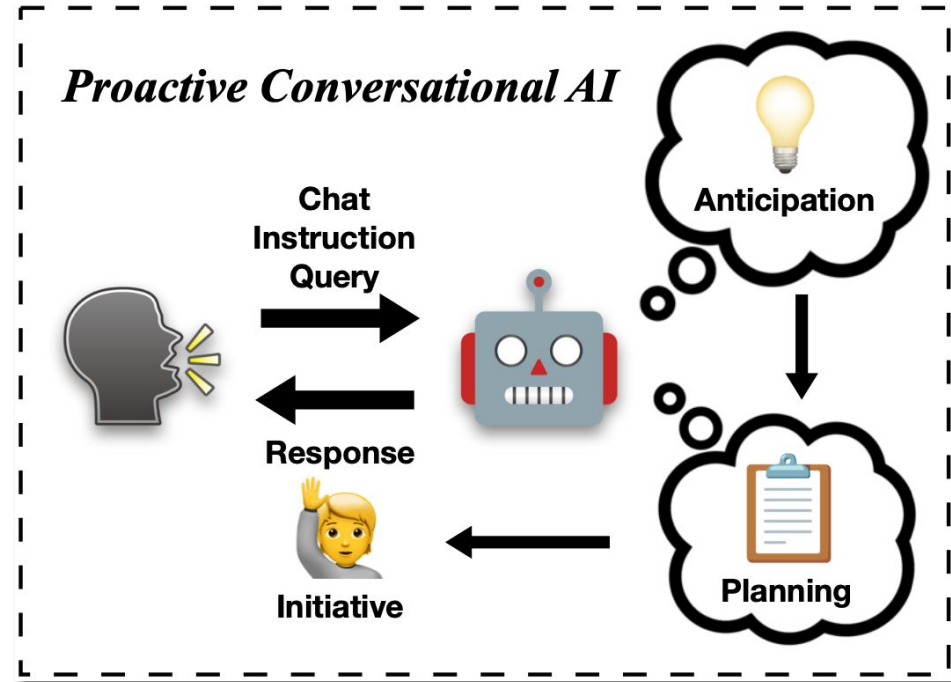 Proactive Conversational AI
Anticipation
Chat
Instruction
Query
Response
Initiative
Planning